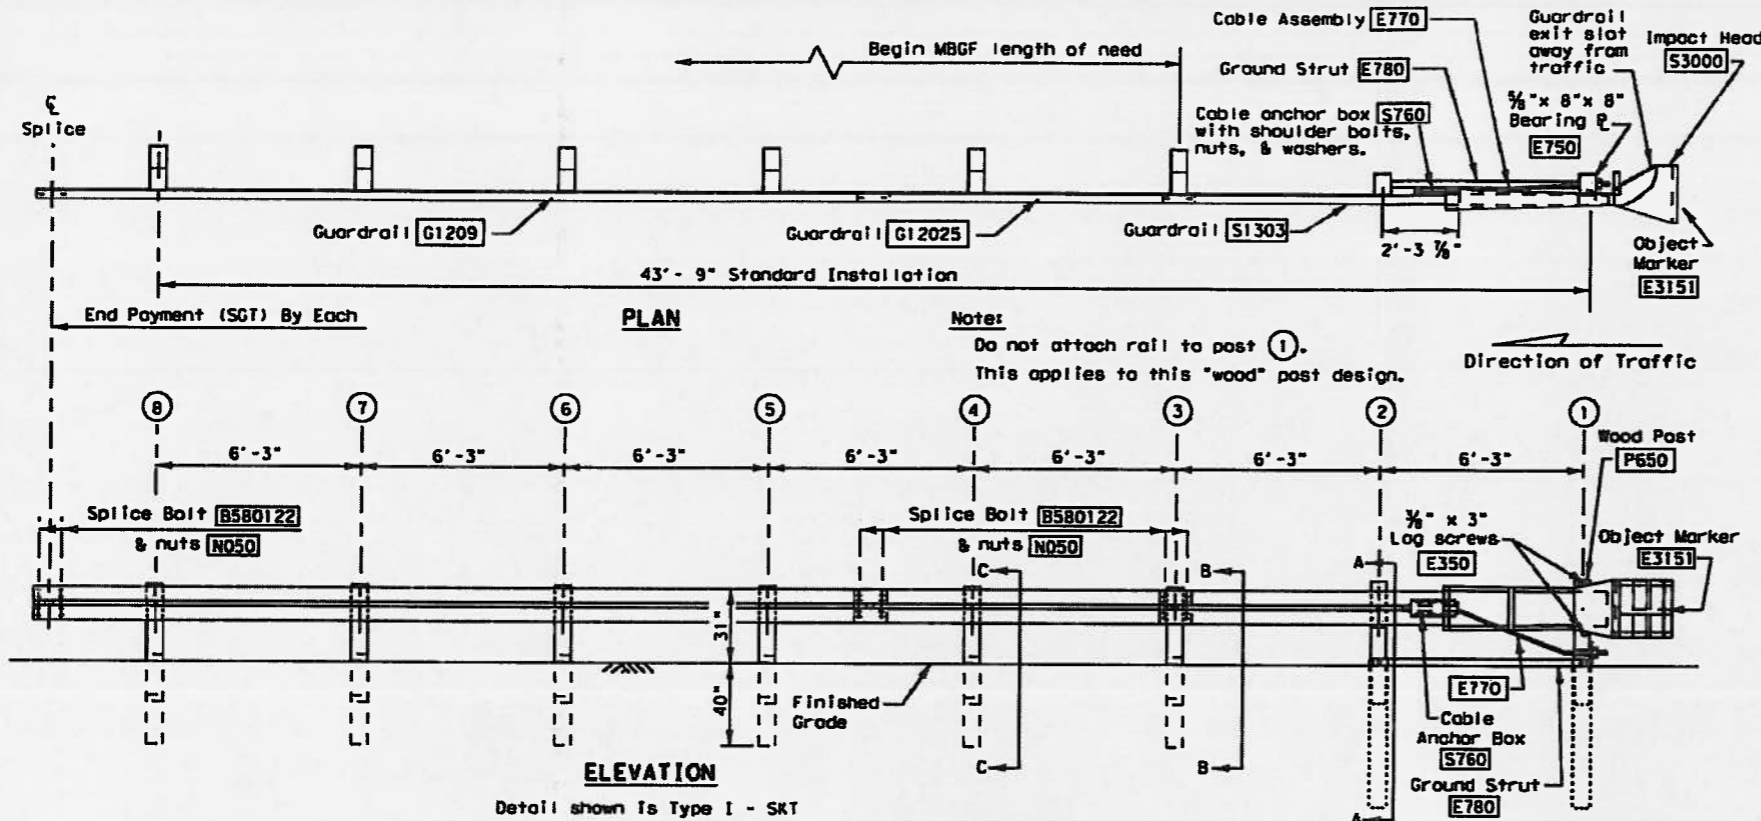 Cable Assembly E770
Guardrail
exit slot
away from
traffic
Impact Head
S3000
Begin MBGF length of need
Ground Strut E780
⅝"x 8"x 8"
Bearing ℄
E750
Cable anchor box S760
with shoulder bolts,
nuts, & washers.
℄
Splice
Guardrail G1209
Guardrail G12025
Guardrail S1303
2'-3 ⅞"
Object
Marker
E3151
43'- 9" Standard Installation
End Payment (SGT) By Each
PLAN
Note:
Do not attach rail to post 1.
This applies to this "wood" post design.
Direction of Traffic
8 7 6 5 4 3 2 1
6'-3" 6'-3" 6'-3" 6'-3" 6'-3" 6'-3" 6'-3"
Wood Post
P650
Splice Bolt B580122
& nuts N050
Splice Bolt B580122
& nuts N050
⅜" x 3"
Lag screws
E350
Object Marker
E3151
C B A
31"
40"
Finished
Grade
E770
Cable
Anchor Box
S760
Ground Strut
E780
C B A
ELEVATION
Detail shown is Type I - SKT